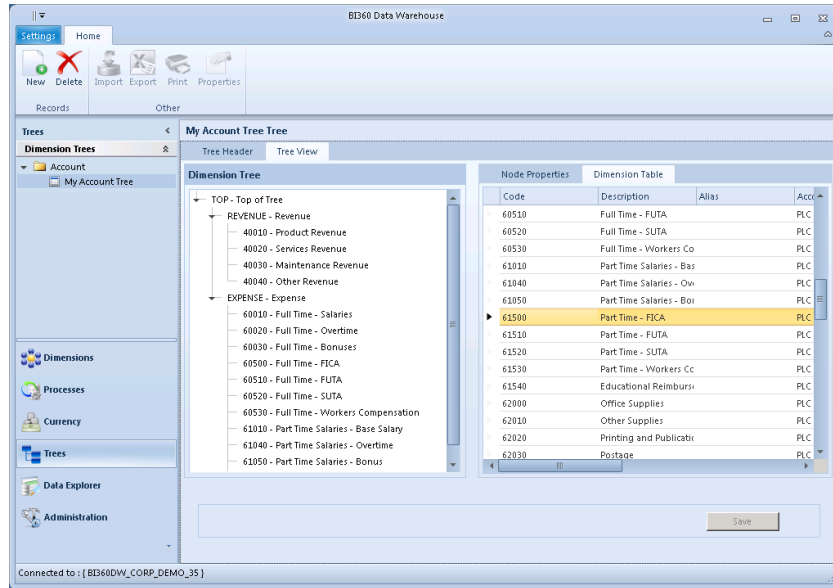 BI360 Data Warehouse
Settings Home
New Delete Import Export Print Properties
Records Other
Trees
Dimension Trees
Account
My Account Tree
Dimensions
Processes
Currency
Trees
Data Explorer
Administration
My Account Tree Tree
Tree Header Tree View
Dimension Tree
TOP - Top of Tree
REVENUE - Revenue
40010 - Product Revenue
40020 - Services Revenue
40030 - Maintenance Revenue
40040 - Other Revenue
EXPENSE - Expense
60010 - Full Time - Salaries
60020 - Full Time - Overtime
60030 - Full Time - Bonuses
60500 - Full Time - FICA
60510 - Full Time - FUTA
60520 - Full Time - SUTA
60530 - Full Time - Workers Compensation
61010 - Part Time Salaries - Base Salary
61040 - Part Time Salaries - Overtime
61050 - Part Time Salaries - Bonus
Node Properties Dimension Table
Code Description Alias Acc
60510 Full Time - FUTA PLC
60520 Full Time - SUTA PLC
60530 Full Time - Workers Co PLC
61010 Part Time Salaries - Bas PLC
61040 Part Time Salaries - Ov PLC
61050 Part Time Salaries - Bo PLC
61500 Part Time - FICA PLC
61510 Part Time - FUTA PLC
61520 Part Time - SUTA PLC
61530 Part Time - Workers Cc PLC
61540 Educational Reimburs PLC
62000 Office Supplies PLC
62010 Other Supplies PLC
62020 Printing and Publicatic PLC
62030 Postage PLC
Save
Connected to : { BI360DW_CORP_DEMO_35 }